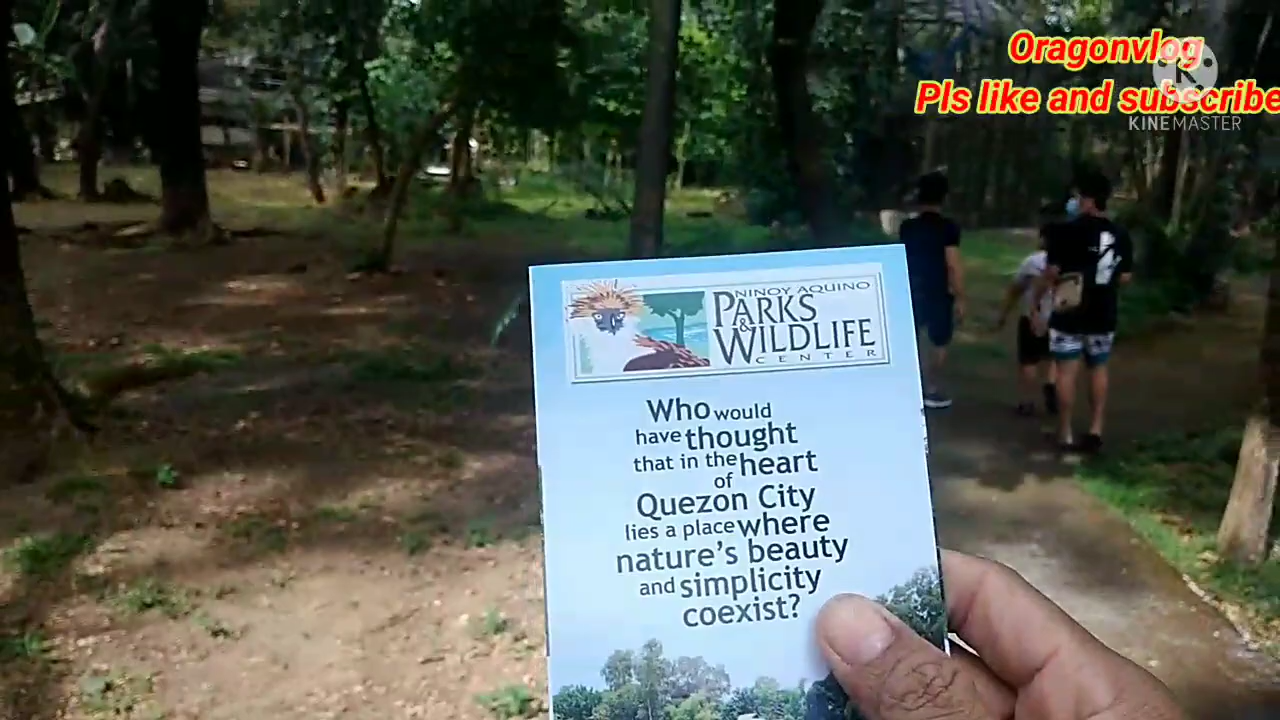 Oragonvlog
Pls like and subscribe
K
KINEMASTER
NINOY AQUINO
PARKS
& WILDLIFE
CENTER
Who would
have thought
that in the heart
of
Quezon City
lies a place where
nature's beauty
and simplicity
coexist?